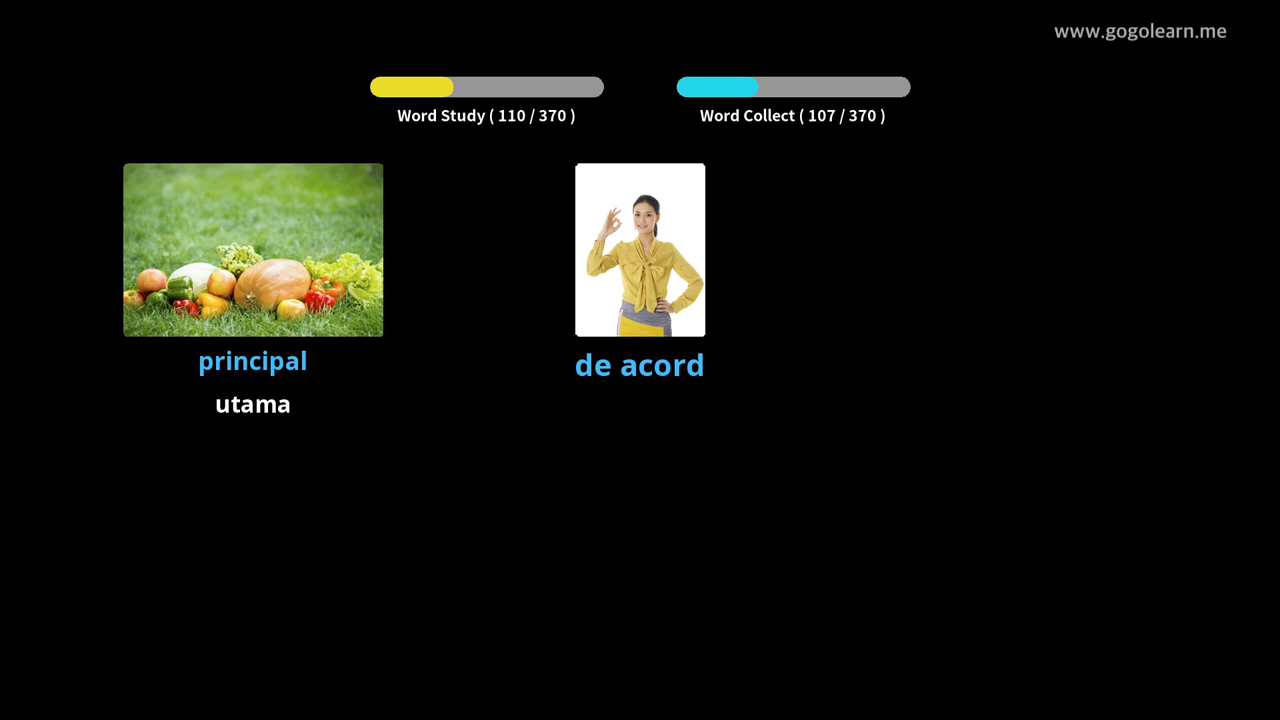 www.gogolearn.me
Word Study ( 110 / 370 )
Word Collect ( 107 / 370 )
principal
utama
de acord